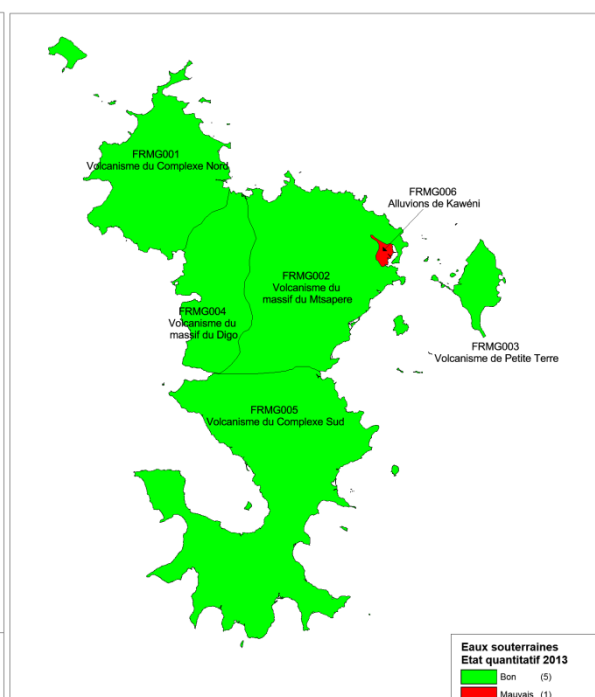 FRMG001
Volcanisme du Complexe Nord
FRMG006
Alluvions de Kawéni
FRMG002
Volcanisme du
massif du Mtsapere
FRMG004
Volcanisme du
massif du Digo
FRMG003
Volcanisme de Petite Terre
FRMG005
Volcanisme du Complexe Sud
Eaux souterraines
Etat quantitatif 2013
Bon (5)
Mauvais (1)